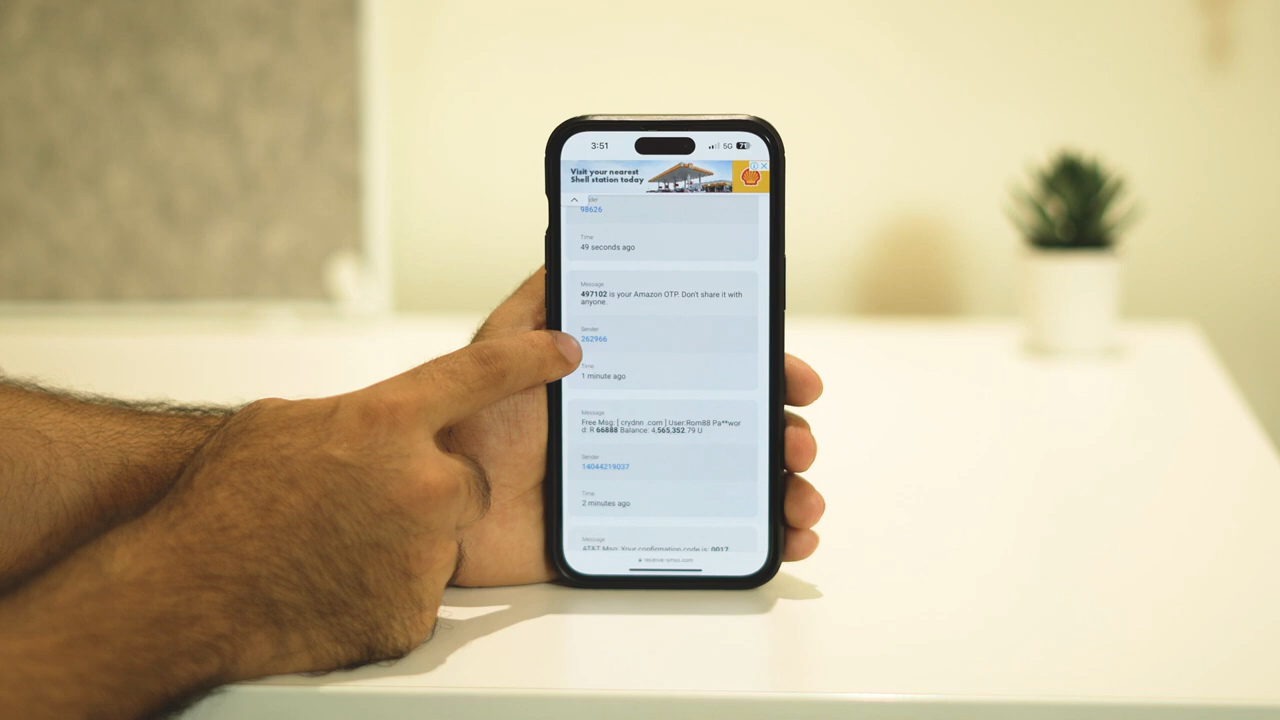 3:51
5G 71
Visit your nearest
Shell station today
98626
Time
49 seconds ago
Message
497102 is your Amazon OTP. Don't share it with
anyone.
Sender
262966
Time
1 minute ago
Message
Free Msg: [ crydnn .com ] User:Rom88 Pa**wor
d: R 66888 Balance: 4,565,352.79 U
Sender
14044219037
Time
2 minutes ago
Message
AT&T Msg: Your confirmation code is: 0017